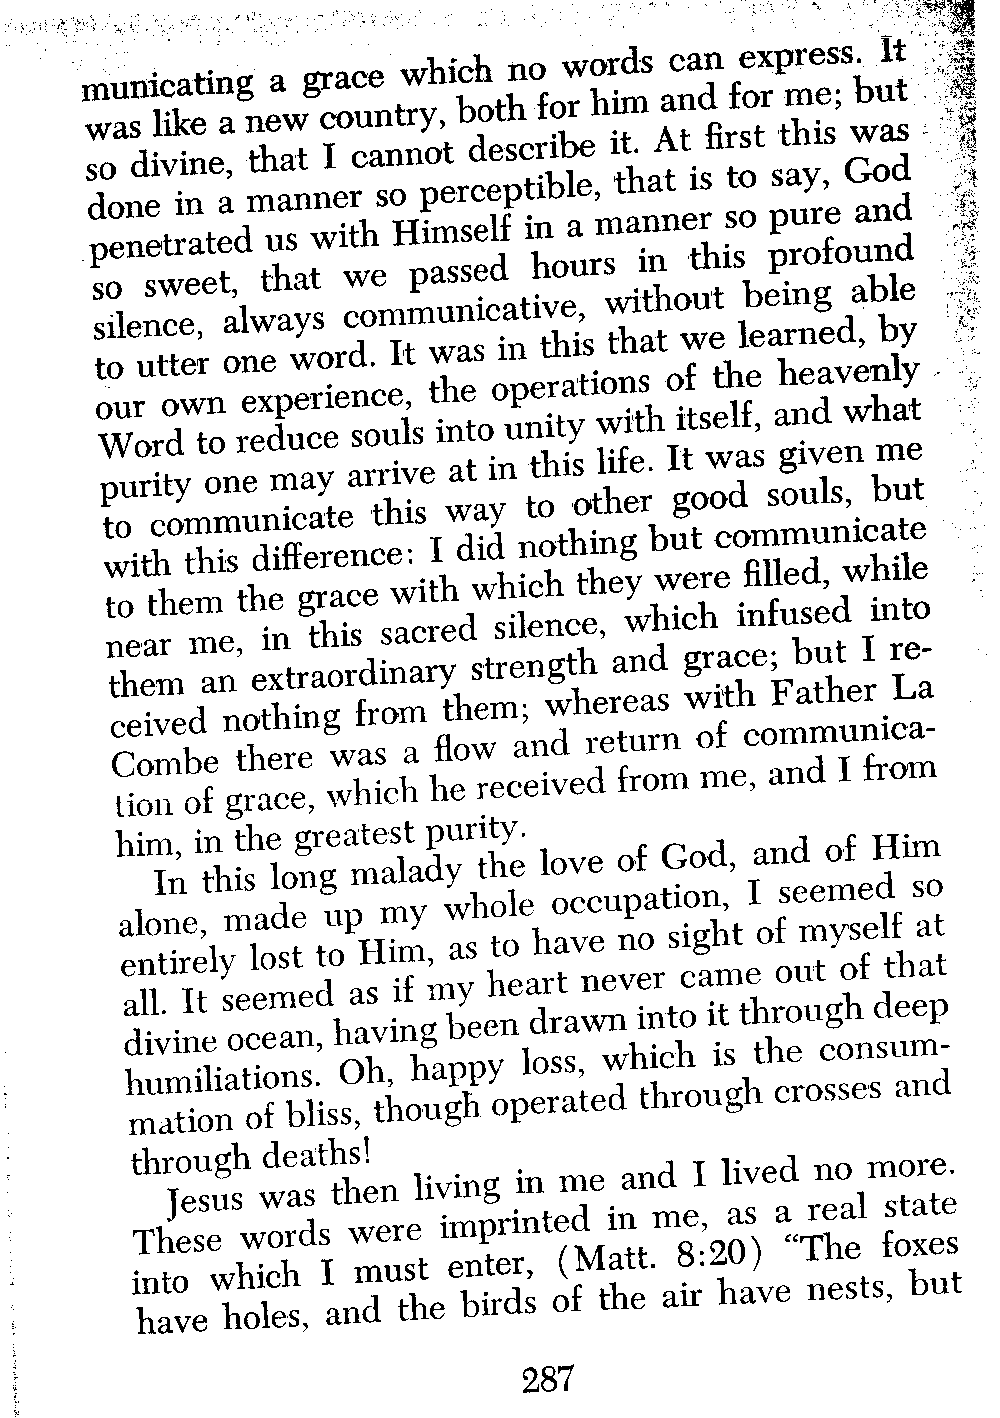 municating a grace which no words can express. It
was like a new country, both for him and for me; but
so divine, that I cannot describe it. At first this was
done in a manner so perceptible, that is to say, God
penetrated us with Himself in a manner so pure and
so sweet, that we passed hours in this profound
silence, always communicative, without being able
to utter one word. It was in this that we learned, by
our own experience, the operations of the heavenly
Word to reduce souls into unity with itself, and what
purity one may arrive at in this life. It was given me
to communicate this way to other good souls, but
with this difference: I did nothing but communicate
to them the grace with which they were filled, while
near me, in this sacred silence, which infused into
them an extraordinary strength and grace; but I re-
ceived nothing from them; whereas with Father La
Combe there was a flow and return of communica-
tion of grace, which he received from me, and I from
him, in the greatest purity.
In this long malady the love of God, and of Him
alone, made up my whole occupation, I seemed so
entirely lost to Him, as to have no sight of myself at
all. It seemed as if my heart never came out of that
divine ocean, having been drawn into it through deep
humiliations. Oh, happy loss, which is the consum-
mation of bliss, though operated through crosses and
through deaths!
Jesus was then living in me and I lived no more.
These words were imprinted in me, as a real state
into which I must enter, (Matt. 8:20) "The foxes
have holes, and the birds of the air have nests, but
287